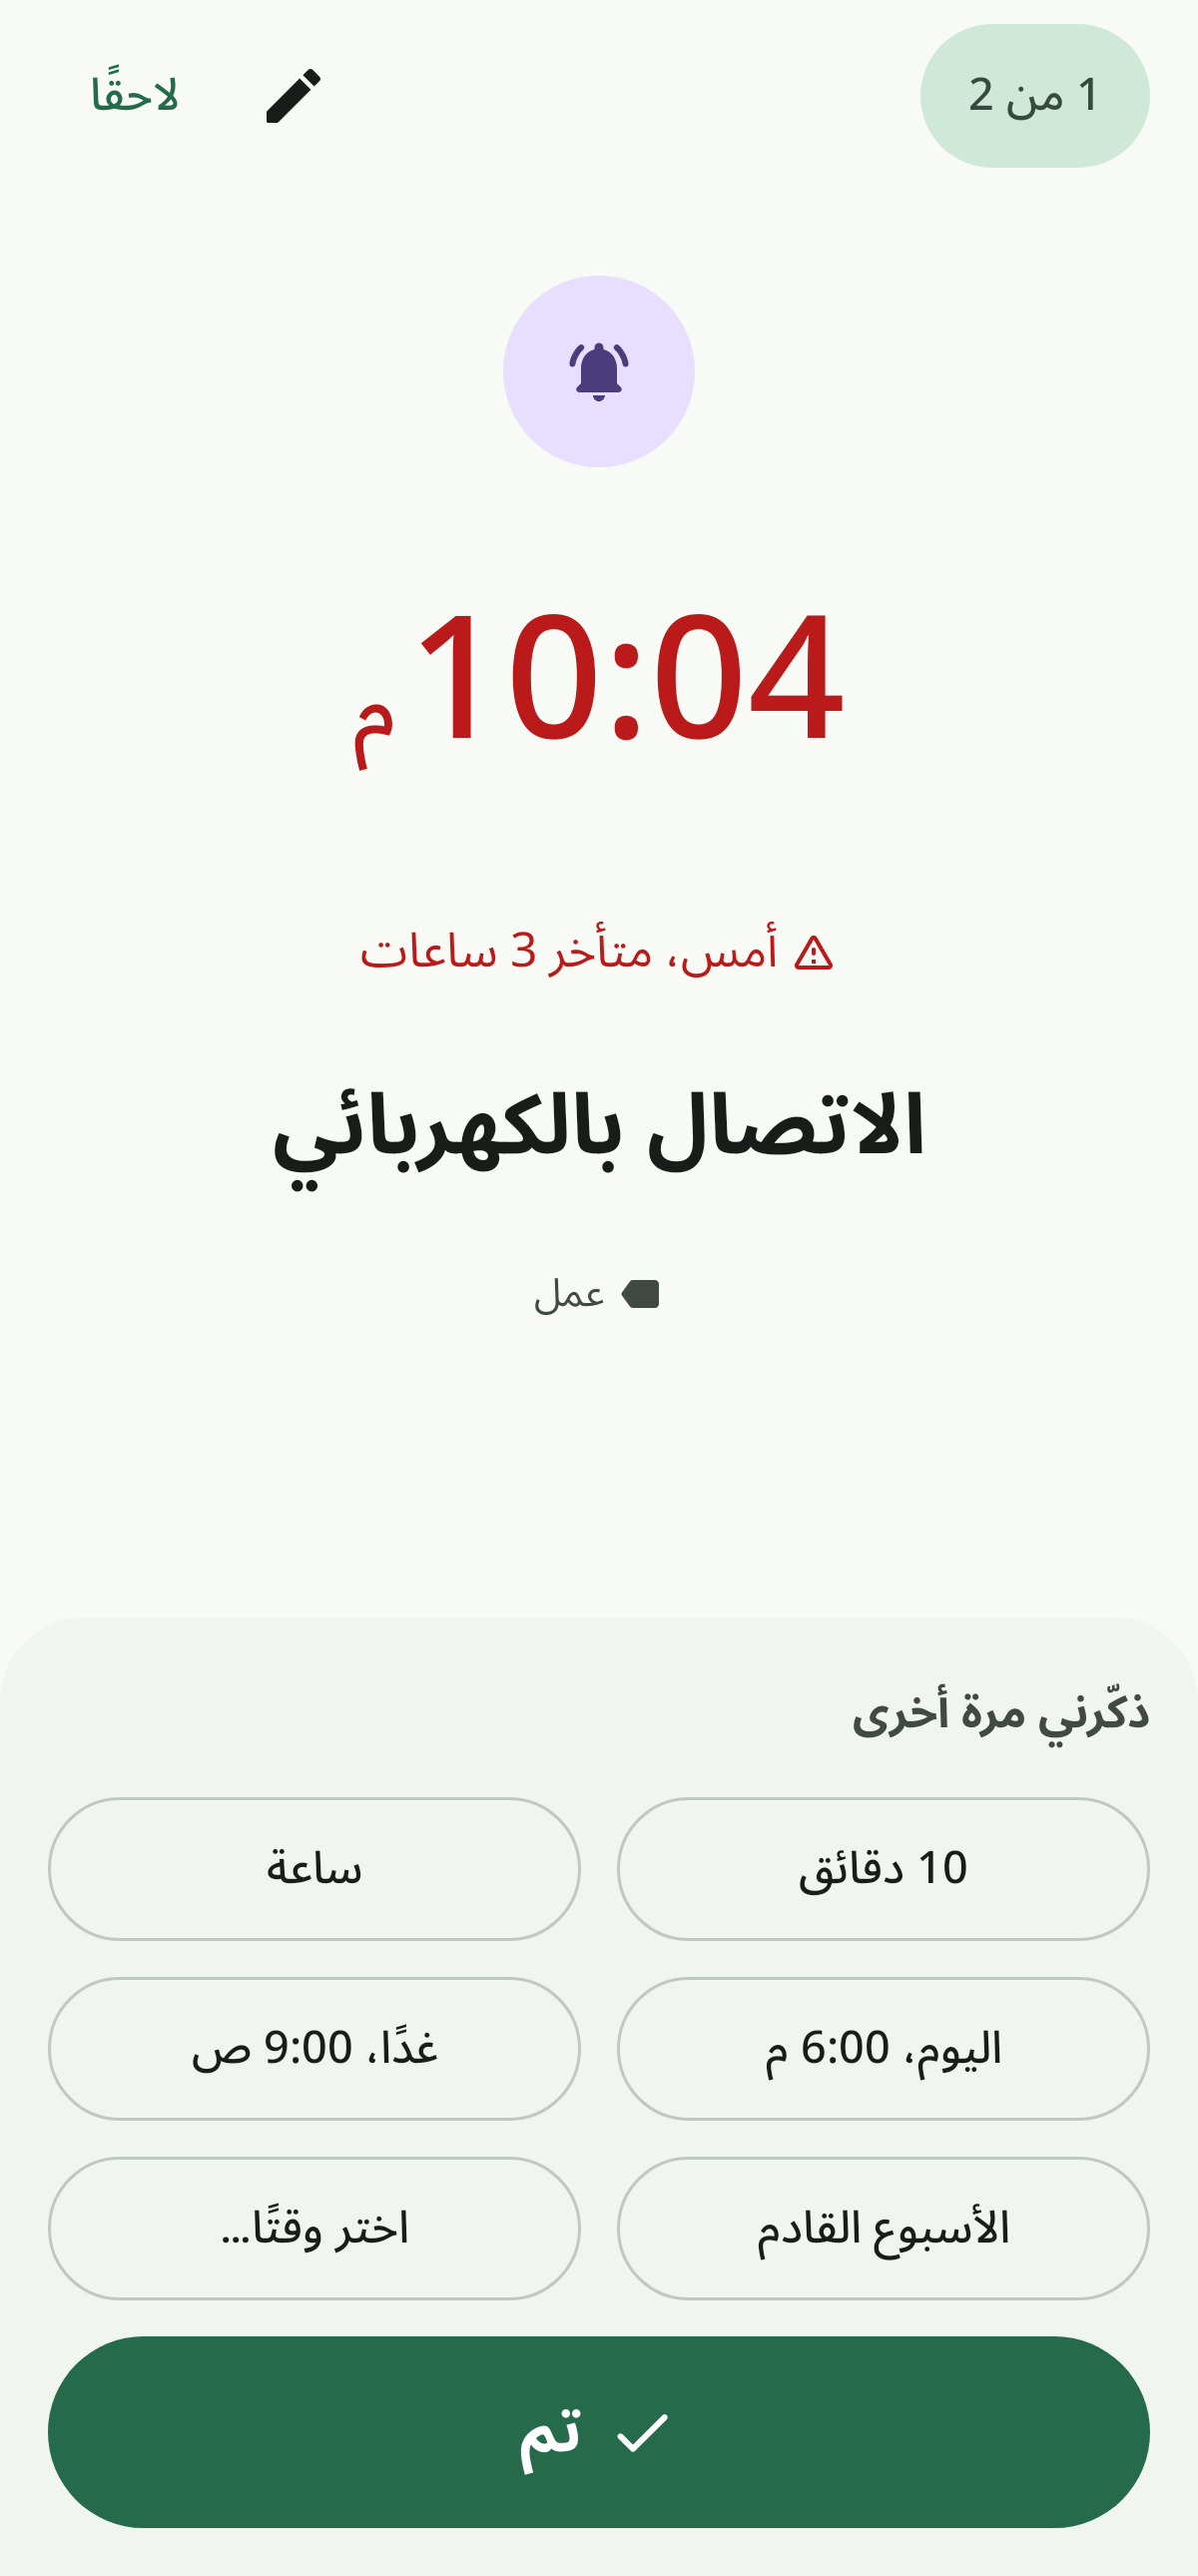 1 من 2
لاحقًا
10:04 م
أمس، متأخر 3 ساعات
الاتصال بالكهربائي
عمل
ذكّرني مرة أخرى
10 دقائق
ساعة
اليوم، 6:00 م
غدًا، 9:00 ص
الأسبوع القادم
اختر وقتًا...
تم